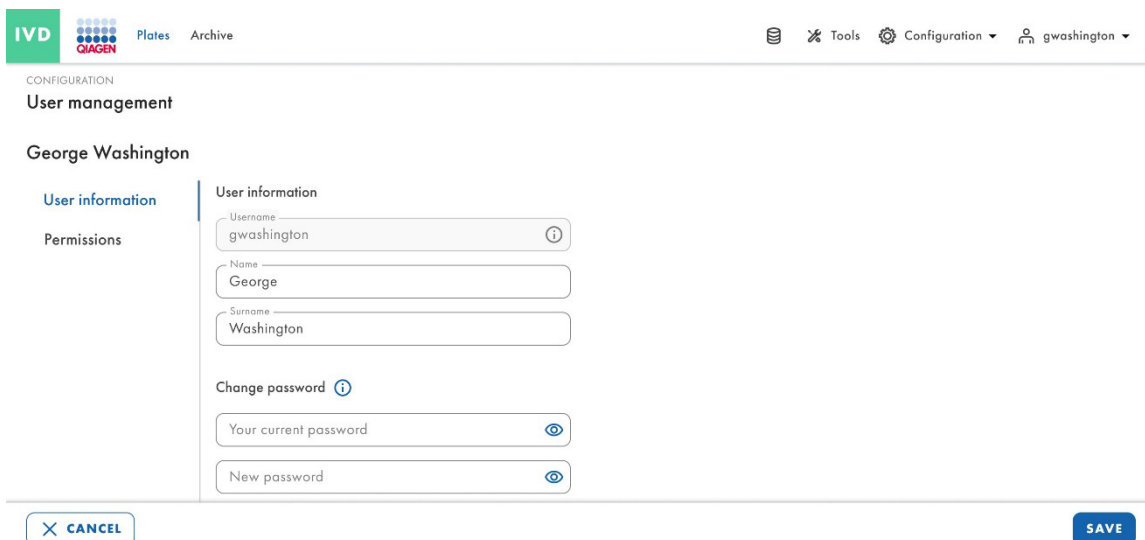 IVD QIAGEN Plates Archive Tools Configuration gwashington
CONFIGURATION
User management
George Washington
User information
Permissions
User information
Username
gwashington
Name
George
Surname
Washington
Change password
Your current password
New password
CANCEL SAVE